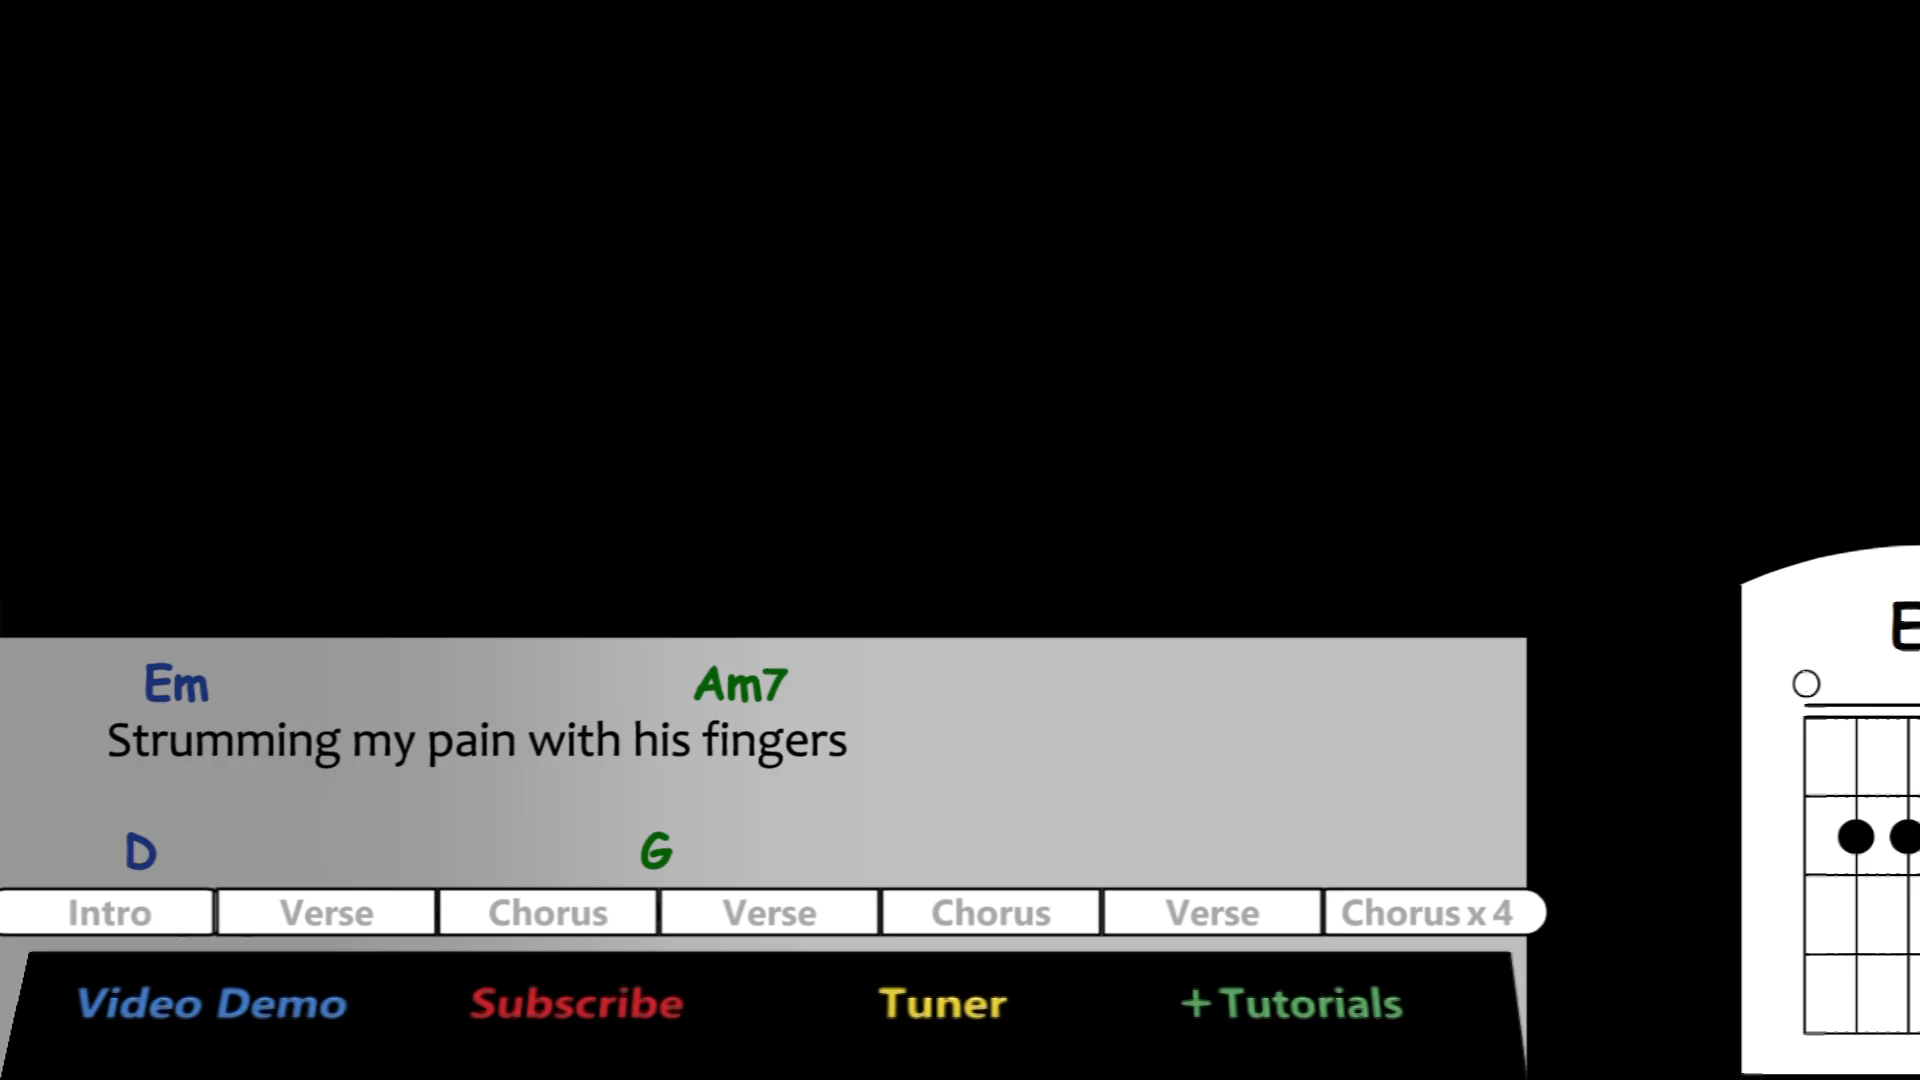 Em Am7
Strumming my pain with his fingers
D G
Intro Verse Chorus Verse Chorus Verse Chorus x 4
Video Demo Subscribe Tuner + Tutorials